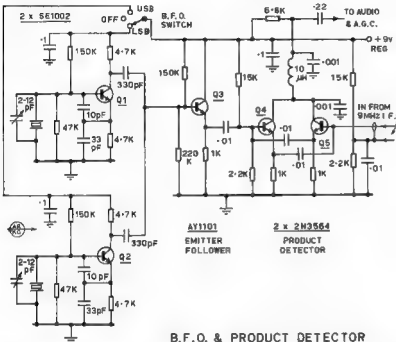 2 x SE1002
USB
OFF
LSB
B.F.O.
SWITCH
6·8K
·22
TO AUDIO
& A.G.C.
+9v
REG
·1
150K
4·7K
330pF
Q1
2-12
pF
47K
10pF
33
pF
4·7K
150K
Q3
220
K
1K
·01
15K
Q4
2·2K
1K
·01
·01
·1
10
μH
·001
·001
Q5
1K
15K
IN FROM
9MHz I.F.
2·2K
·01
·1
150K
4·7K
330pF
Q2
2-12
pF
47K
10pF
33pF
4·7K
AY1101
EMITTER
FOLLOWER
2 x 2N3564
PRODUCT
DETECTOR
B.F.O. & PRODUCT DETECTOR